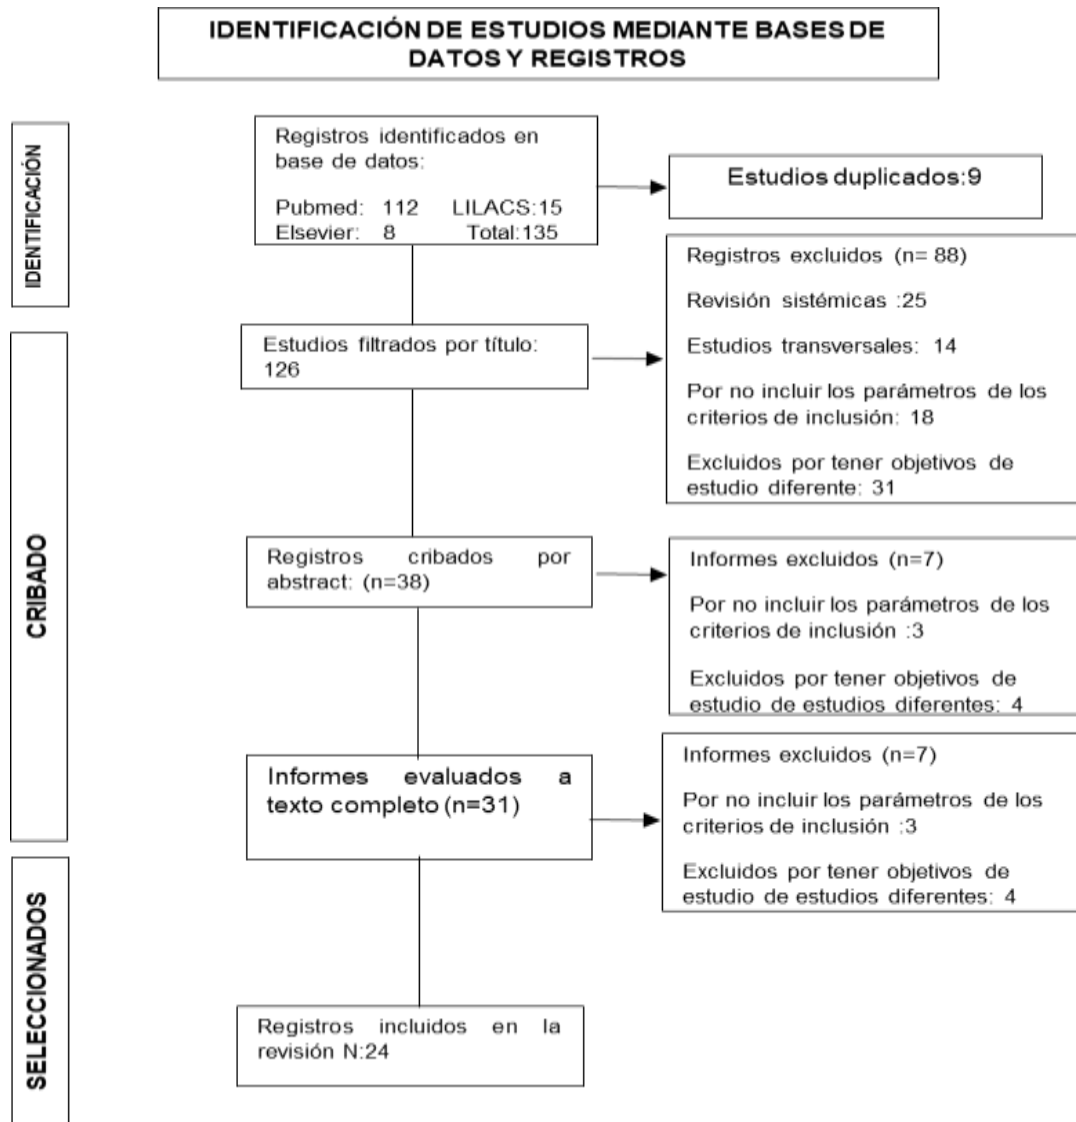 IDENTIFICACIÓN DE ESTUDIOS MEDIANTE BASES DE
DATOS Y REGISTROS
IDENTIFICACIÓN
Registros identificados en
base de datos:
Pubmed: 112 LILACS:15
Elsevier: 8 Total:135
Estudios duplicados:9
Registros excluidos (n= 88)
Revisión sistémicas :25
Estudios transversales: 14
Por no incluir los parámetros de los
criterios de inclusión: 18
Excluidos por tener objetivos de
estudio diferente: 31
CRIBADO
Estudios filtrados por título:
126
Registros cribados por
abstract: (n=38)
Informes excluidos (n=7)
Por no incluir los parámetros de los
criterios de inclusión :3
Excluidos por tener objetivos de
estudio de estudios diferentes: 4
Informes evaluados a
texto completo (n=31)
Informes excluidos (n=7)
Por no incluir los parámetros de los
criterios de inclusión :3
Excluidos por tener objetivos de
estudio de estudios diferentes: 4
SELECCIONADOS
Registros incluidos en la
revisión N:24